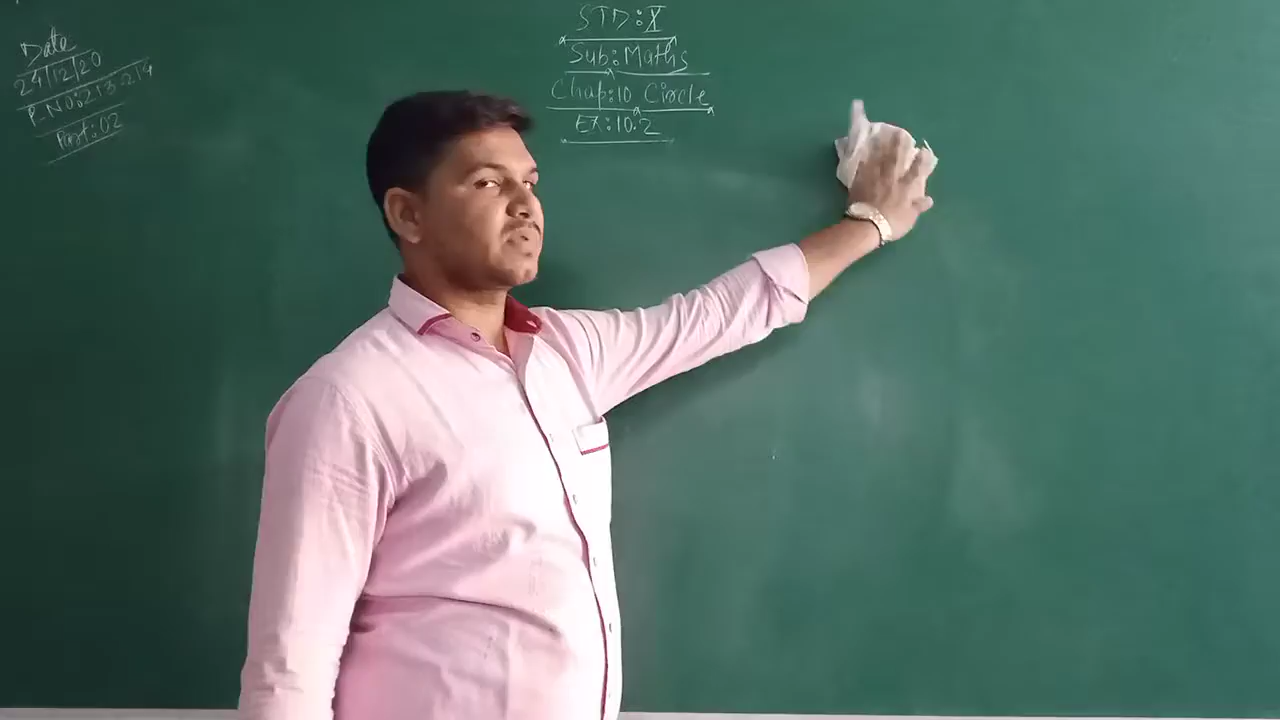 Date
24/12/20
P.NO:213-214
Part:02
STD:X
Sub:Maths
Chap:10 Circle
EX:10.2